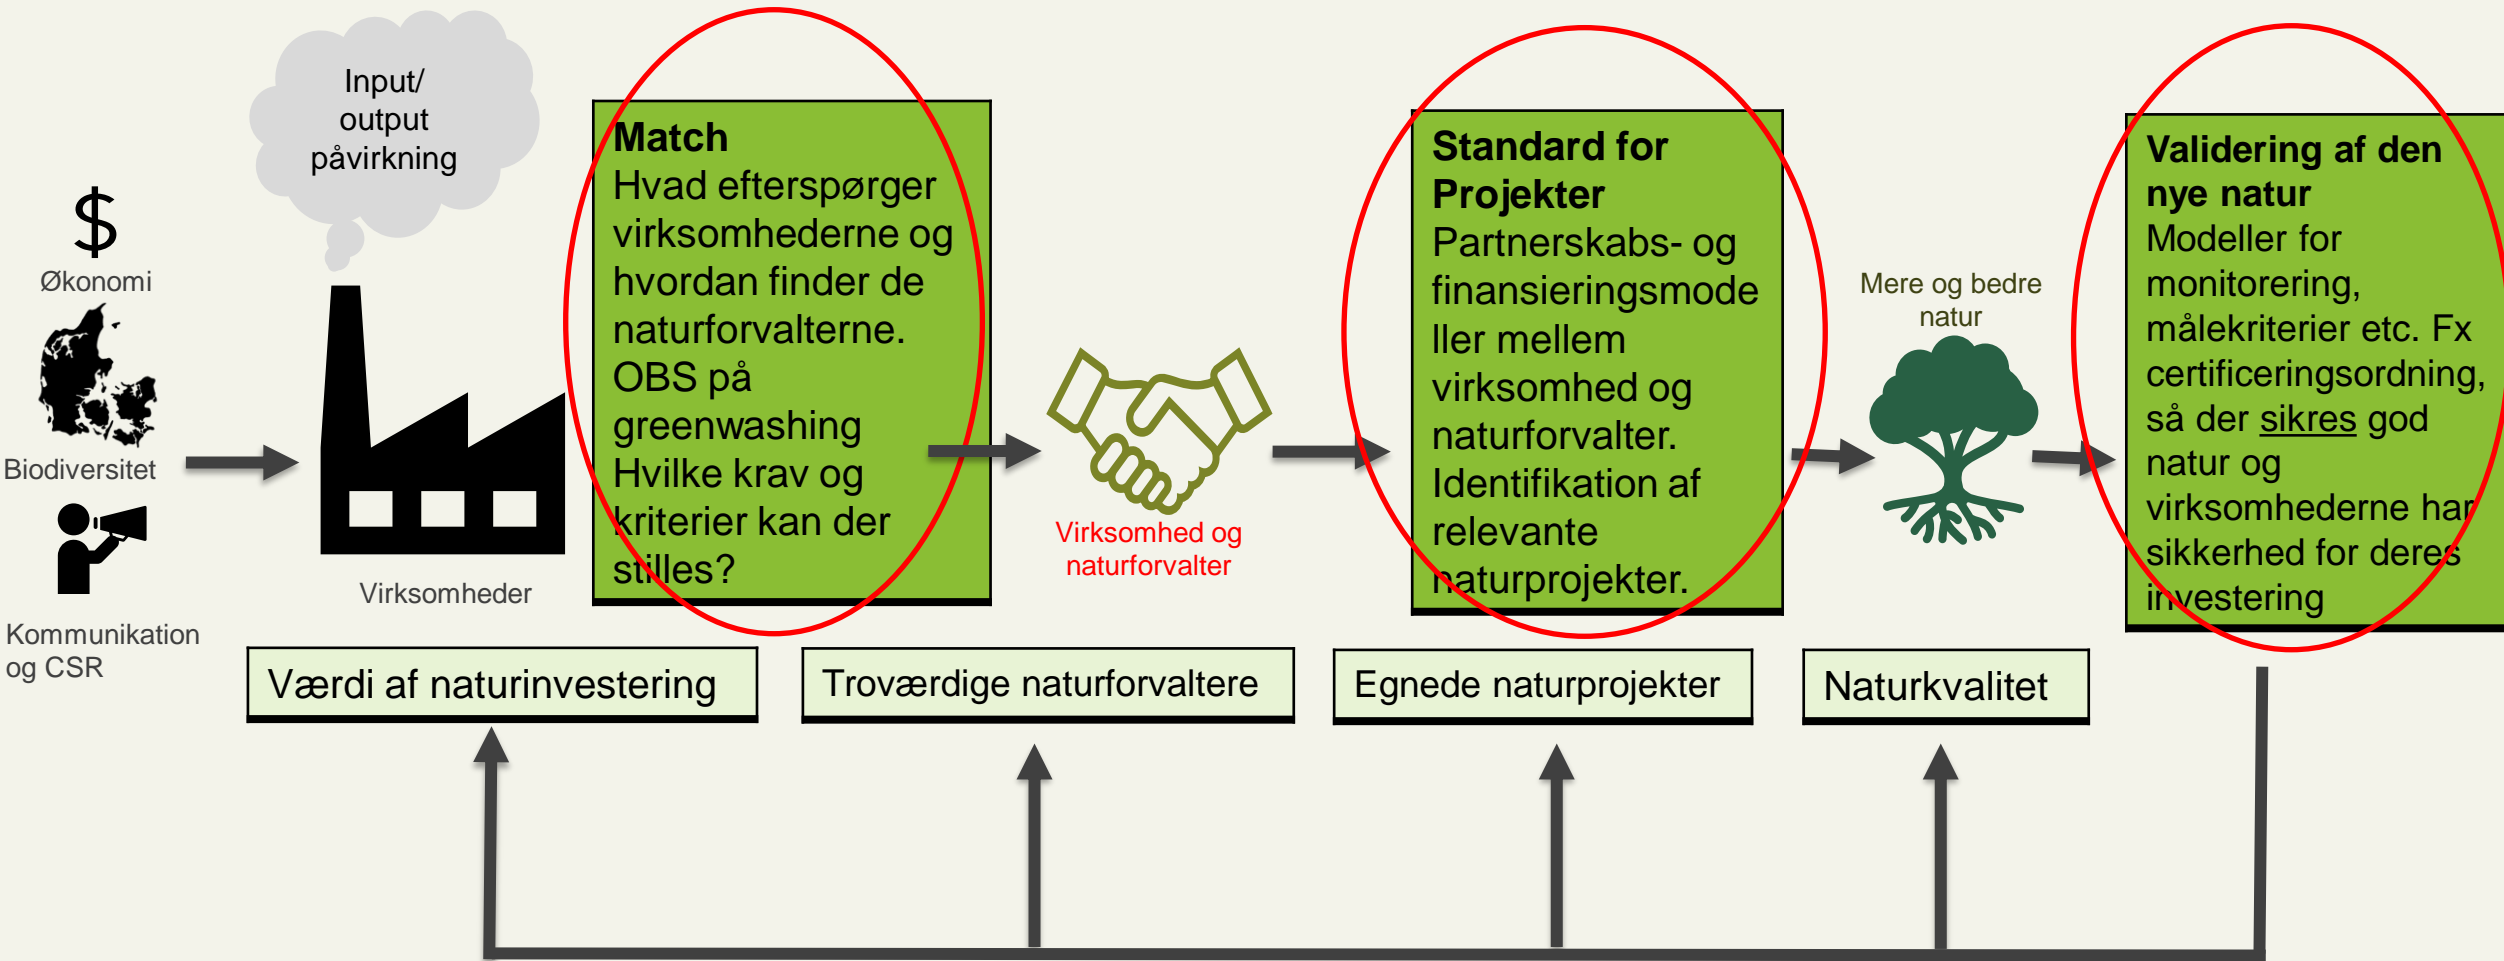 Input/
output
påvirkning
$
Økonomi
Biodiversitet
Kommunikation
og CSR
Virksomheder
Match
Hvad efterspørger
virksomhederne og
hvordan finder de
naturforvalterne.
OBS på
greenwashing
Hvilke krav og
kriterier kan der
stilles?
Virksomhed og
naturforvalter
Standard for
Projekter
Partnerskabs- og
finansieringsmode
ller mellem
virksomhed og
naturforvalter.
Identifikation af
relevante
naturprojekter.
Mere og bedre
natur
Validering af den
nye natur
Modeller for
monitorering,
målekriterier etc. Fx
certificeringsordning,
så der sikres god
natur og
virksomhederne har
sikkerhed for deres
investering
Værdi af naturinvestering
Troværdige naturforvaltere
Egnede naturprojekter
Naturkvalitet